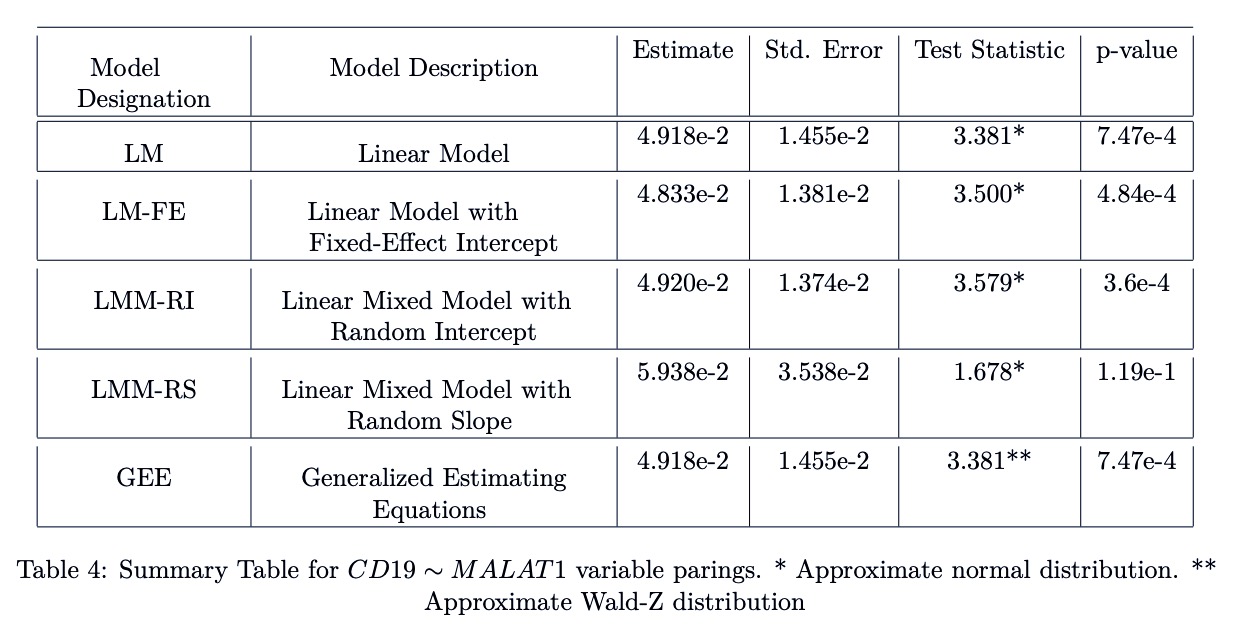 Model Designation | Model Description | Estimate | Std. Error | Test Statistic | p-value
LM | Linear Model | 4.918e-2 | 1.455e-2 | 3.381* | 7.47e-4
LM-FE | Linear Model with Fixed-Effect Intercept | 4.833e-2 | 1.381e-2 | 3.500* | 4.84e-4
LMM-RI | Linear Mixed Model with Random Intercept | 4.920e-2 | 1.374e-2 | 3.579* | 3.6e-4
LMM-RS | Linear Mixed Model with Random Slope | 5.938e-2 | 3.538e-2 | 1.678* | 1.19e-1
GEE | Generalized Estimating Equations | 4.918e-2 | 1.455e-2 | 3.381** | 7.47e-4
Table 4: Summary Table for CD19 ∼ MALAT1 variable parings. * Approximate normal distribution. **
Approximate Wald-Z distribution